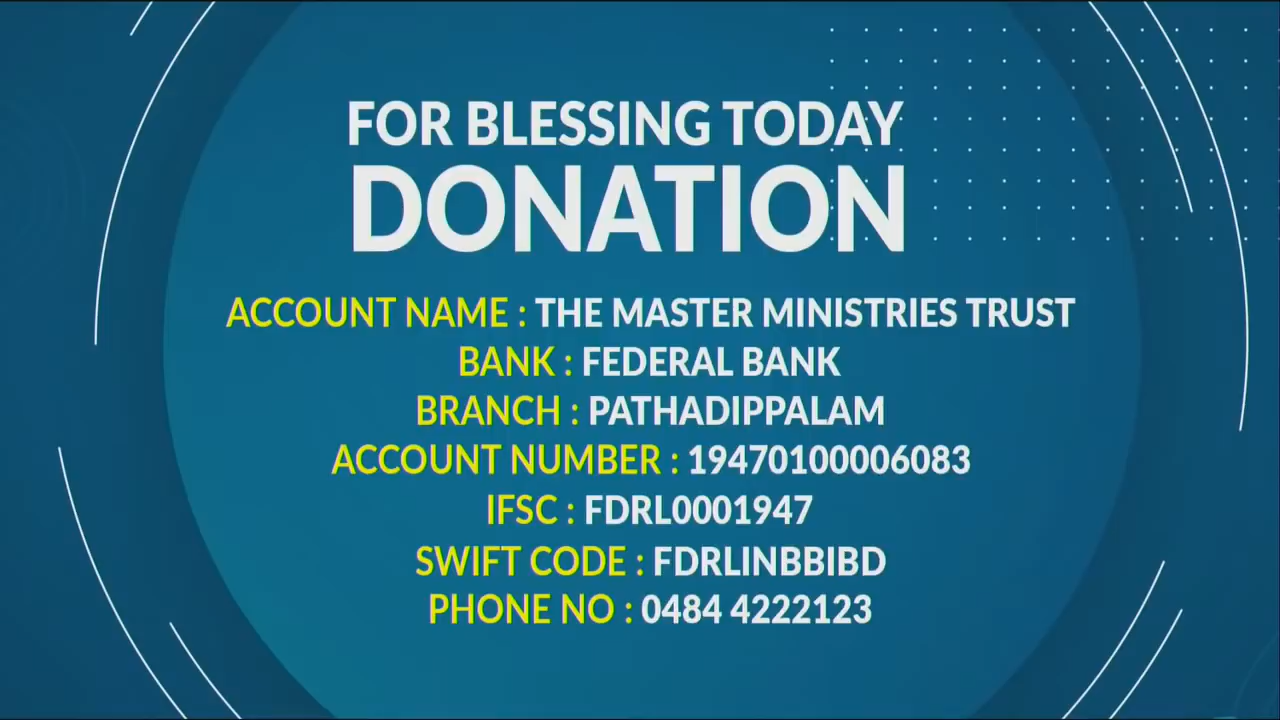 FOR BLESSING TODAY
DONATION
ACCOUNT NAME : THE MASTER MINISTRIES TRUST
BANK : FEDERAL BANK
BRANCH : PATHADIPPALAM
ACCOUNT NUMBER : 19470100006083
IFSC : FDRL0001947
SWIFT CODE : FDRLINBBIBD
PHONE NO : 0484 4222123